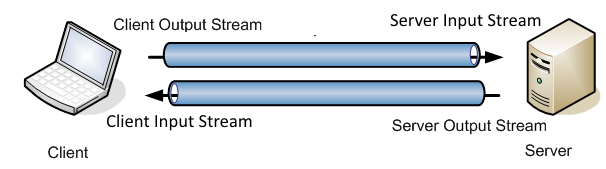 Client Output Stream
Server Input Stream
Client Input Stream
Server Output Stream
Client
Server